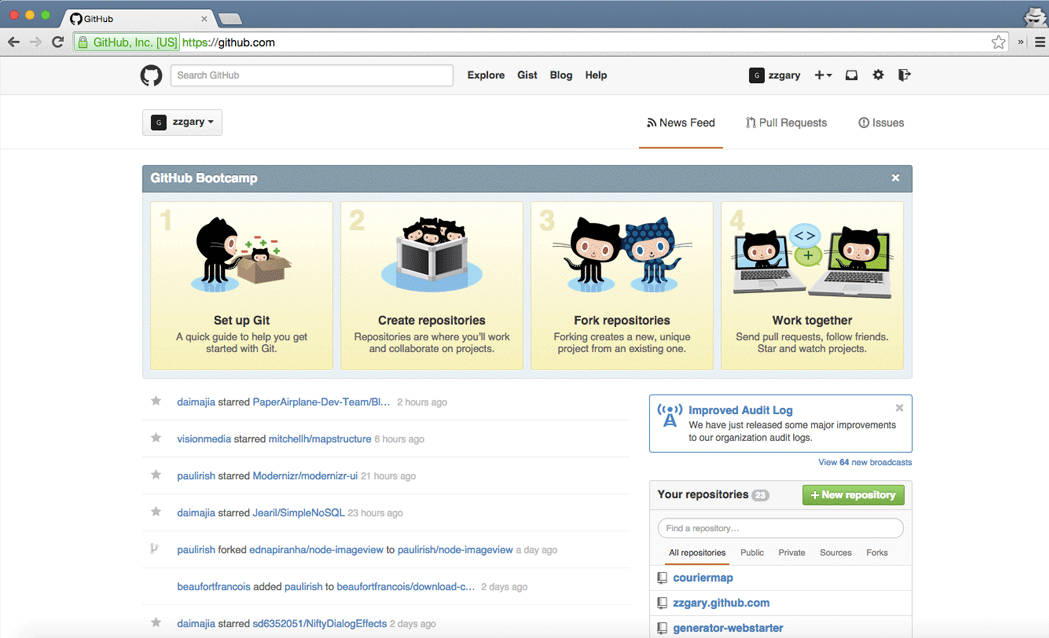 GitHub
GitHub, Inc. [US] https://github.com
»
Search GitHub
Explore Gist Blog Help
G zzgary
G zzgary
News Feed Pull Requests Issues
GitHub Bootcamp
1
Set up Git
A quick guide to help you get
started with Git.
2
Create repositories
Repositories are where you'll work
and collaborate on projects.
3
Fork repositories
Forking creates a new, unique
project from an existing one.
4
<>
+
Work together
Send pull requests, follow friends.
Star and watch projects.
daimajia starred PaperAirplane-Dev-Team/Bl… 2 hours ago
visionmedia starred mitchellh/mapstructure 6 hours ago
paulirish starred Modernizr/modernizr-ui 21 hours ago
daimajia starred Jearil/SimpleNoSQL 23 hours ago
paulirish forked ednapiranha/node-imageview to paulirish/node-imageview a day ago
beaufortfrancois added paulirish to beaufortfrancois/download-c… 2 days ago
daimajia starred sd6352051/NiftyDialogEffects 2 days ago
Improved Audit Log
We have just released some major improvements
to our organization audit logs.
View 64 new broadcasts
Your repositories 23
+ New repository
Find a repository…
All repositories Public Private Sources Forks
couriermap
zzgary.github.com
generator-webstarter